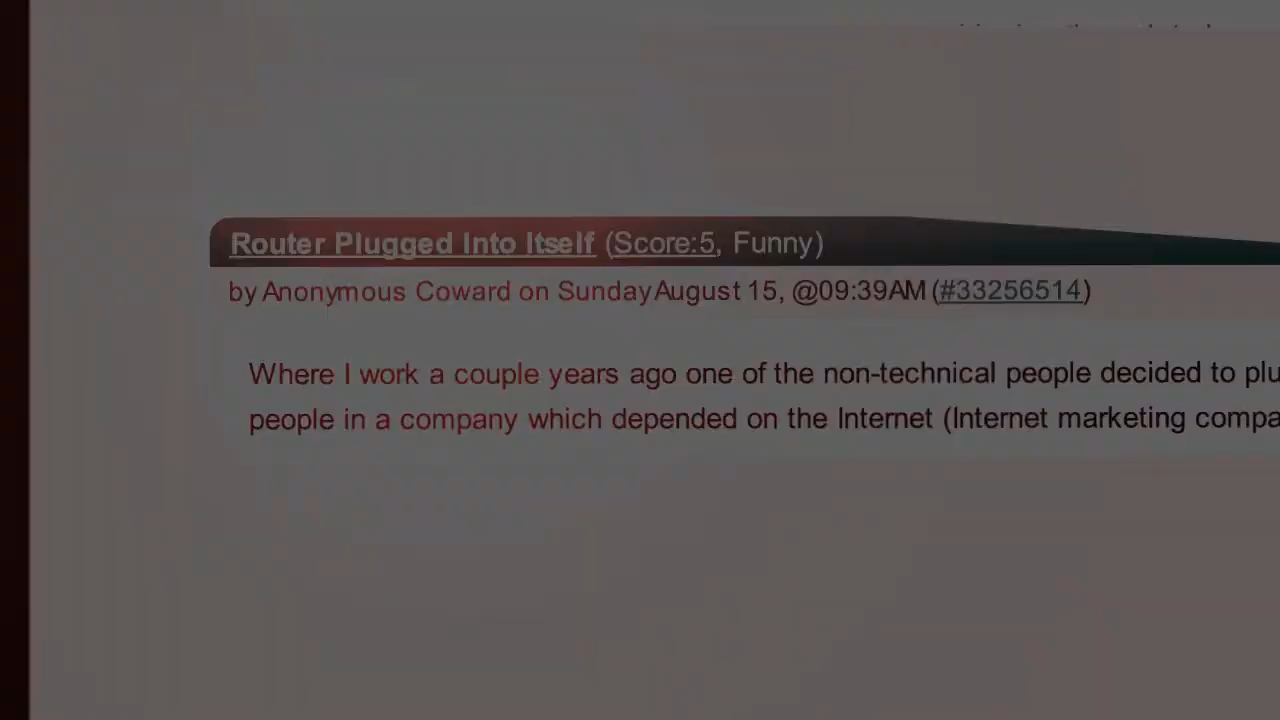 Router Plugged Into Itself (Score:5, Funny)
by Anonymous Coward on Sunday August 15, @09:39AM (#33256514)
Where I work a couple years ago one of the non-technical people decided to plu
people in a company which depended on the Internet (Internet marketing compa